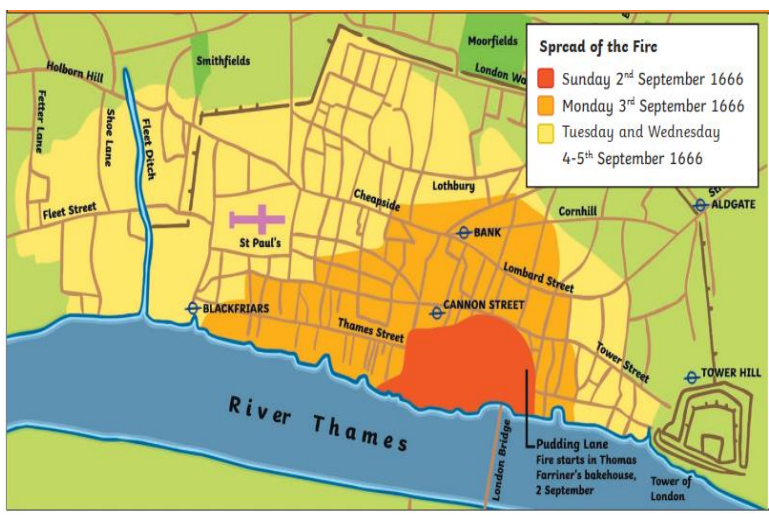 Spread of the Fire
Sunday 2nd September 1666
Monday 3rd September 1666
Tuesday and Wednesday
4-5th September 1666
Moorfields
London Wa
Smithfields
Holborn Hill
Fetter Lane
Shoe Lane
Fleet Ditch
Fleet Street
St Paul's
Cheapside
Lothbury
Cornhill
ALDGATE
BANK
Lombard Street
CANNON STREET
BLACKFRIARS
Thames Street
Tower Street
TOWER HILL
River Thames
London Bridge
Pudding Lane
Fire starts in Thomas
Farriner's bakehouse,
2 September
Tower of
London